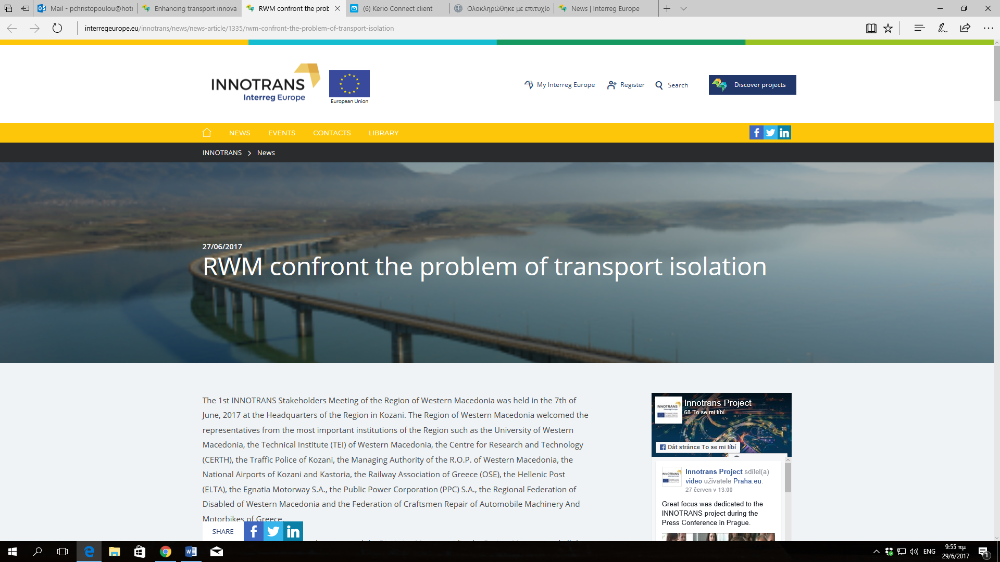 Mail - pchristopoulou@hotr
Enhancing transport innova
RWM confront the prob
(6) Kerio Connect client
Ολοκληρώθηκε με επιτυχίο
News | Interreg Europe
interregeurope.eu/innotrans/news/news-article/1335/rwm-confront-the-problem-of-transport-isolation
INNOTRANS
Interreg Europe
European Union
My Interreg Europe
Register
Search
Discover projects
NEWS
EVENTS
CONTACTS
LIBRARY
INNOTRANS > News
27/06/2017
RWM confront the problem of transport isolation
The 1st INNOTRANS Stakeholders Meeting of the Region of Western Macedonia was held in the 7th of
June, 2017 at the Headquarters of the Region in Kozani. The Region of Western Macedonia welcomed the
representatives from the most important institutions of the Region such as the University of Western
Macedonia, the Technical Institute (TEI) of Western Macedonia, the Centre for Research and Technology
(CERTH), the Traffic Police of Kozani, the Managing Authority of the R.O.P. of Western Macedonia, the
National Airports of Kozani and Kastoria, the Railway Association of Greece (OSE), the Hellenic Post
(ELTA), the Egnatia Motorway S.A., the Public Power Corporation (PPC) S.A., the Regional Federation of
Disabled of Western Macedonia and the Federation of Craftsmen Repair of Automobile Machinery And
Motorbikes of Greece.
SHARE
Innotrans Project
68 To se mi líbí
INNOTRANS
Dát stránce To se mi líbí
Innotrans Project sdílel(a)
video uživatele Praha.eu.
27 červen v 13:00
Great focus was dedicated to the
INNOTRANS project during the
Press Conference in Prague.
ENG
9:55 πμ
29/6/2017
1